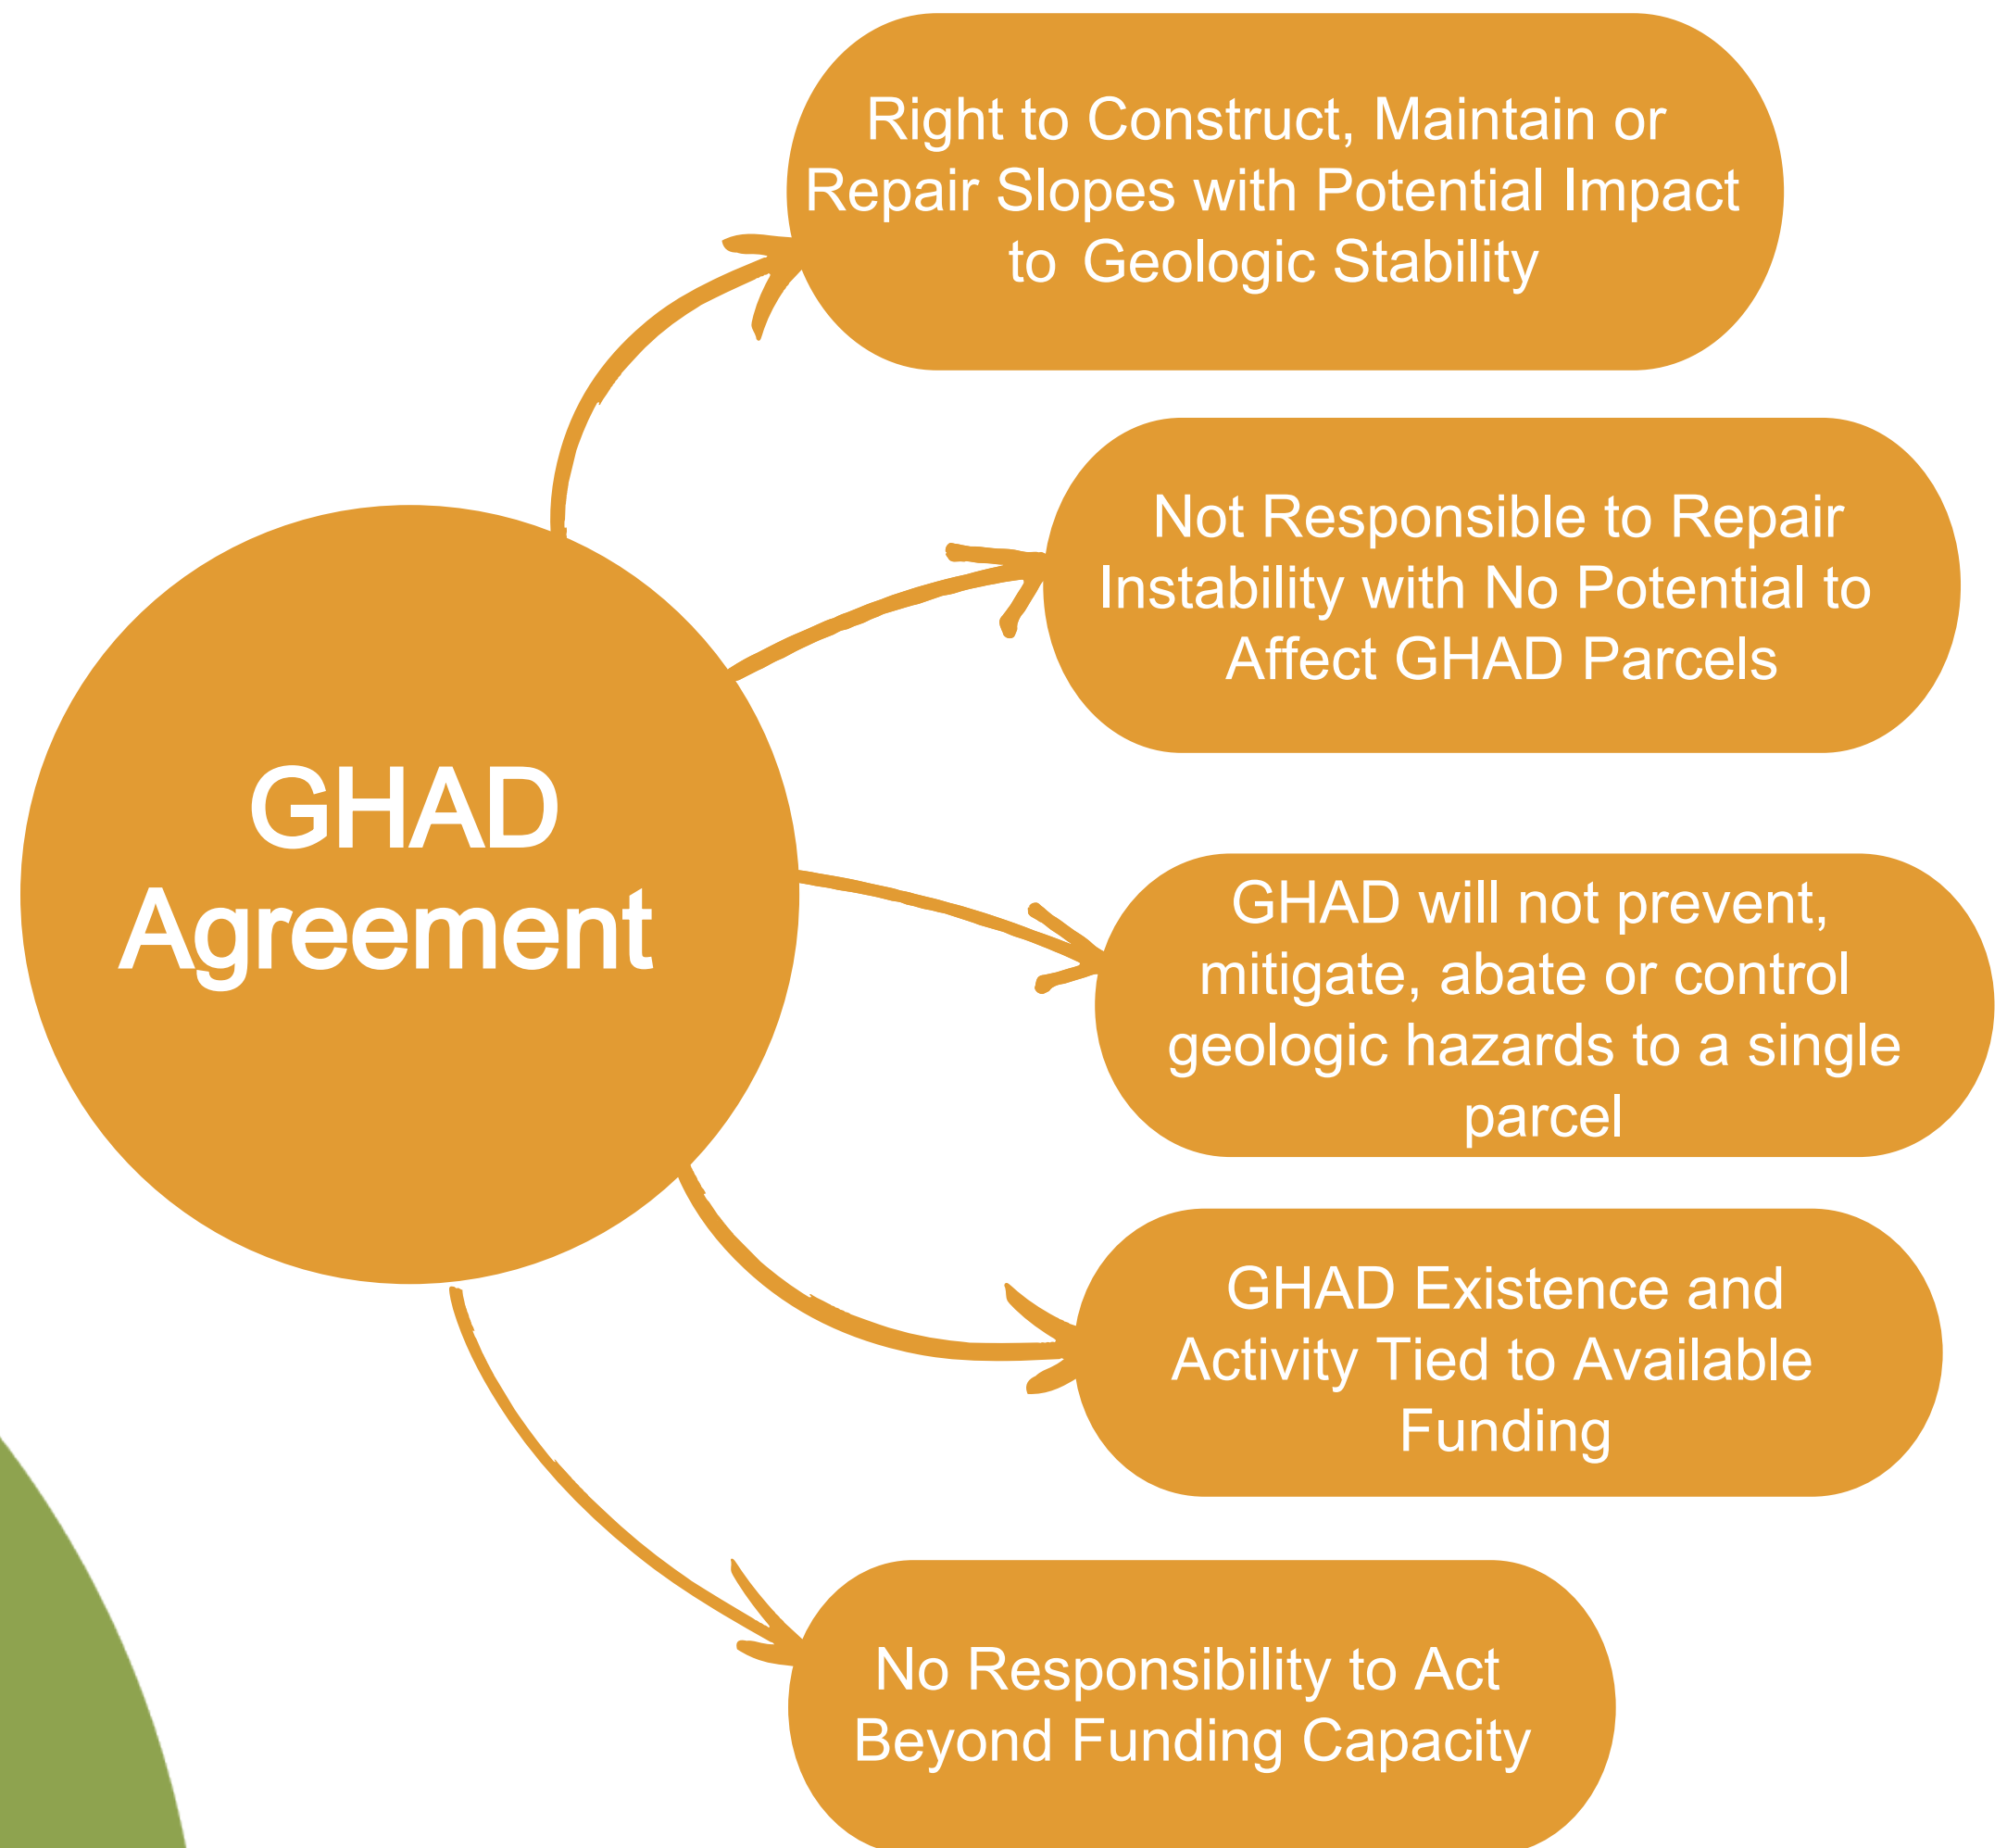 Right to Construct, Maintain or
Repair Slopes with Potential Impact
to Geologic Stability
Not Responsible to Repair
Instability with No Potential to
Affect GHAD Parcels
GHAD
Agreement
GHAD will not prevent,
mitigate, abate or control
geologic hazards to a single
parcel
GHAD Existence and
Activity Tied to Available
Funding
No Responsibility to Act
Beyond Funding Capacity